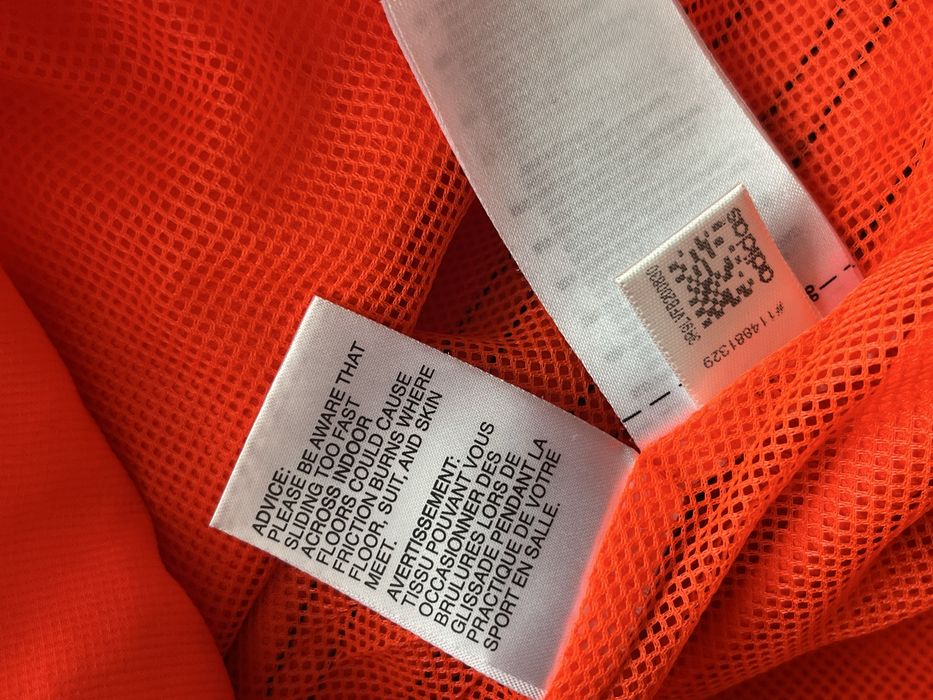 ADVICE:
PLEASE BE AWARE THAT
SLIDING TOO FAST
ACROSS INDOOR
FLOORS COULD CAUSE
FRICTION BURNS WHERE
FLOOR, SUIT AND SKIN
MEET.
AVERTISSEMENT:
TISSU POUVANT VOUS
OCCASIONNER DES
BRULURES LORS DE
GLISSADE PENDANT LA
PRACTIQUE DE VOTRE
SPORT EN SALLE.
adidas
#114981329